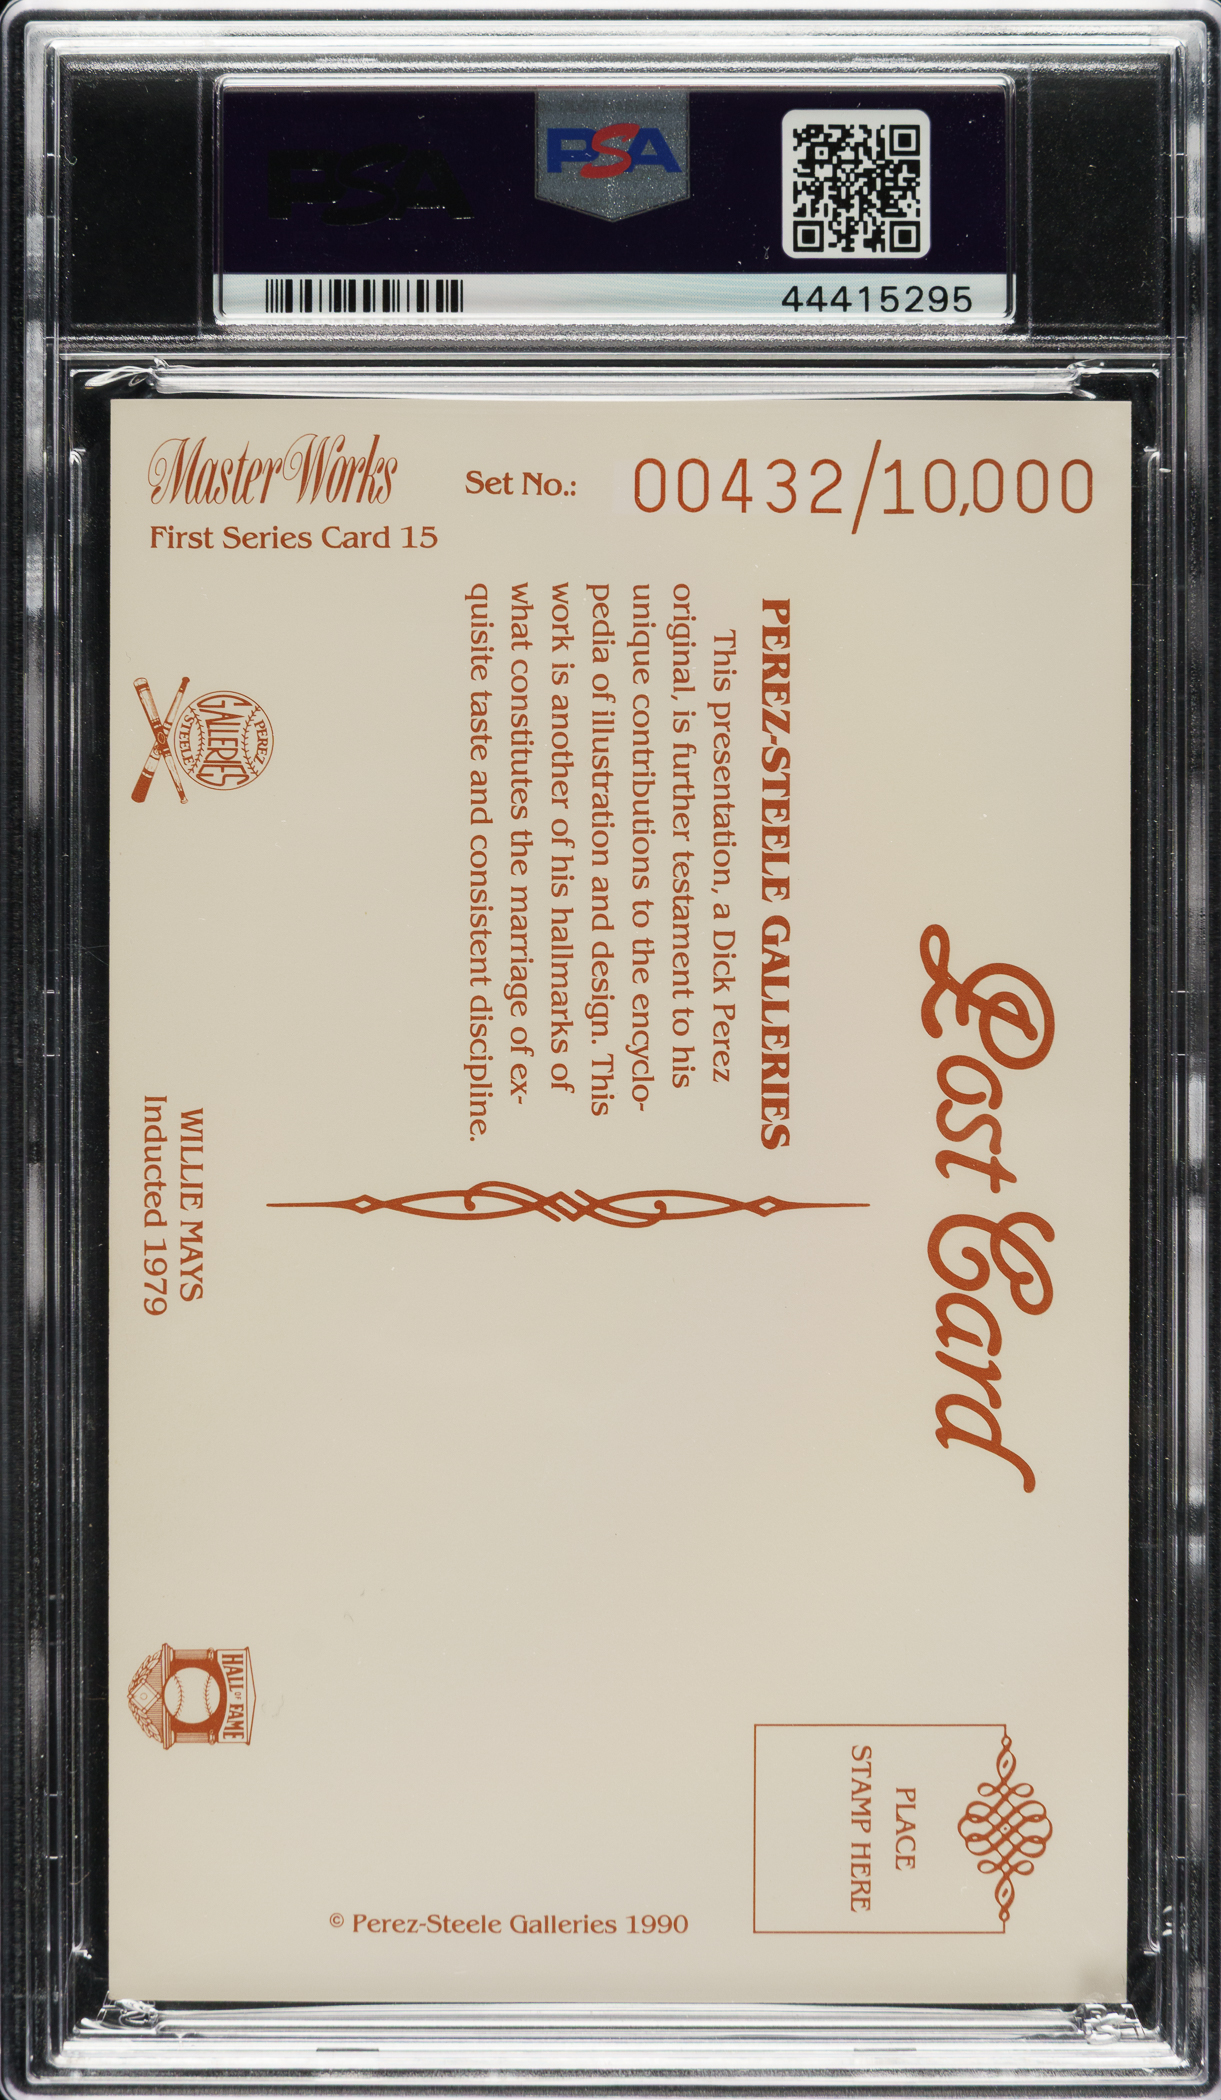 PSA
PSA
44415295
MasterWorks
First Series Card 15
Set No.: 00432/10,000
Post Card
PEREZ-STEELE GALLERIES
This presentation, a Dick Perez
original, is further testament to his
unique contributions to the encyclo-
pedia of illustration and design. This
work is another of his hallmarks of
what constitutes the marriage of ex-
quisite taste and consistent discipline.
PEREZ
GALLERIES
STEELE
WILLIE MAYS
Inducted 1979
HALL OF FAME
PLACE
STAMP HERE
© Perez-Steele Galleries 1990